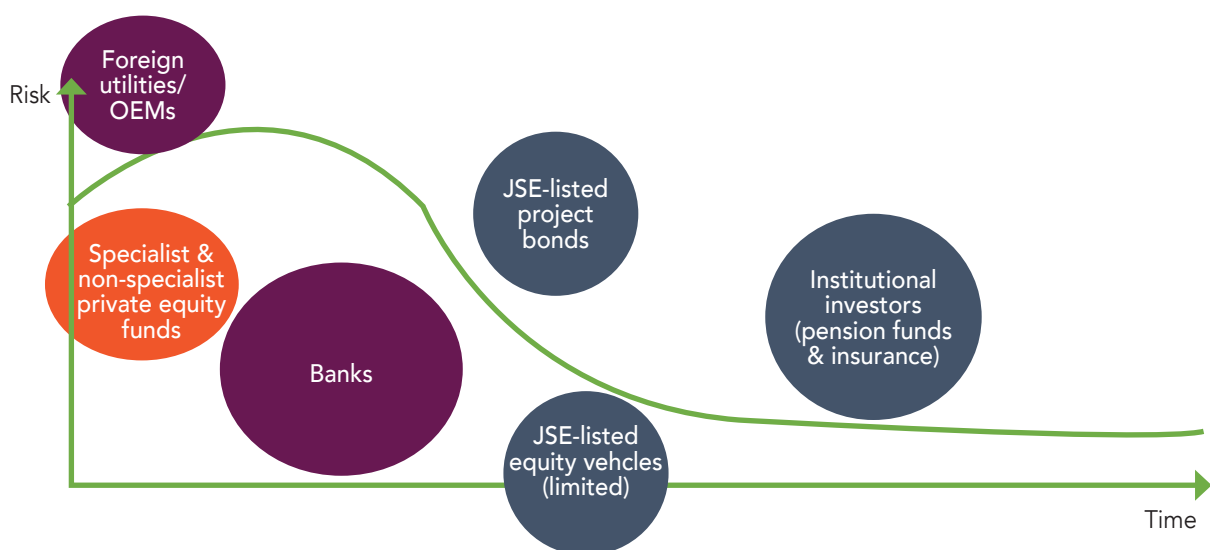 Foreign
utilities/
OEMs
Risk
JSE-listed
project
bonds
Specialist &
non-specialist
private equity
funds
Institutional
investors
(pension funds
& insurance)
Banks
JSE-listed
equity vehcles
(limited)
Time